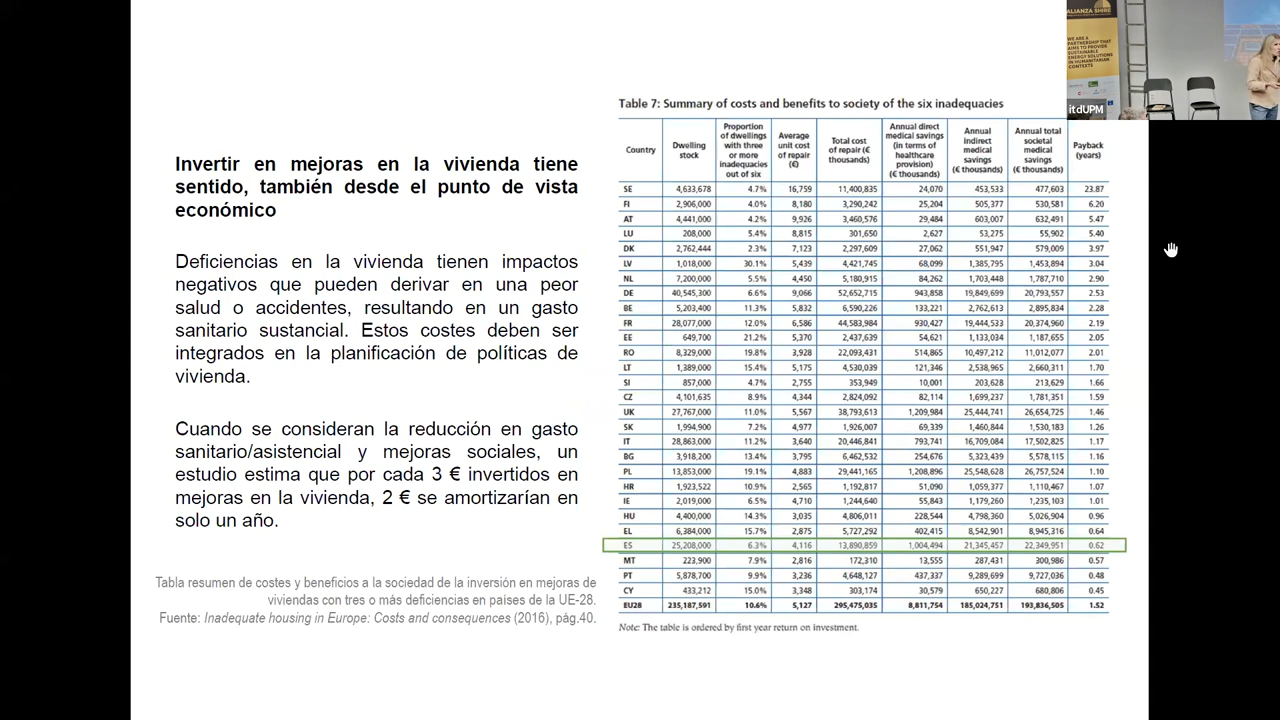 ALIANZA SHIRE
WE ARE A
PARTNERSHIP THAT
AIMS TO PROVIDE
SUSTAINABLE
ENERGY SOLUTIONS
IN HUMANITARIAN
CONTEXTS
itdUPM
Invertir en mejoras en la vivienda tiene
sentido, también desde el punto de vista
económico
Deficiencias en la vivienda tienen impactos
negativos que pueden derivar en una peor
salud o accidentes, resultando en un gasto
sanitario sustancial. Estos costes deben ser
integrados en la planificación de políticas de
vivienda.
Cuando se consideran la reducción en gasto
sanitario/asistencial y mejoras sociales, un
estudio estima que por cada 3 € invertidos en
mejoras en la vivienda, 2 € se amortizarían en
solo un año.
Tabla resumen de costes y beneficios a la sociedad de la inversión en mejoras de
viviendas con tres o más deficiencias en países de la UE-28.
Fuente: Inadequate housing in Europe: Costs and consequences (2016), pág.40.
Table 7: Summary of costs and benefits to society of the six inadequacies
Country Dwelling stock Proportion of dwellings with three or more inadequacies out of six Average unit cost of repair (€) Total cost of repair (€ thousands) Annual direct medical savings (in terms of healthcare provision) (€ thousands) Annual indirect medical savings (€ thousands) Annual total societal medical savings (€ thousands) Payback (years)
SE 4,633,678 4.7% 16,759 11,400,835 24,070 453,533 477,603 23.87
FI 2,906,000 4.0% 8,180 3,290,242 25,204 505,377 530,581 6.20
AT 4,441,000 4.2% 9,926 3,460,576 29,484 603,007 632,491 5.47
LU 208,000 5.4% 8,815 301,650 2,627 53,275 55,902 5.40
DK 2,762,444 2.3% 7,123 2,297,609 27,062 551,947 579,009 3.97
LV 1,018,000 30.1% 5,439 4,421,745 68,099 1,385,795 1,453,894 3.04
NL 7,200,000 5.5% 4,450 5,180,915 84,262 1,703,448 1,787,710 2.90
DE 40,545,300 6.6% 9,066 52,652,715 943,858 19,849,699 20,793,557 2.53
BE 5,203,400 11.3% 5,832 6,590,226 133,221 2,762,613 2,895,834 2.28
FR 28,077,000 12.0% 6,586 44,583,984 930,427 19,444,533 20,374,960 2.19
EE 649,700 21.2% 5,370 2,437,639 54,621 1,133,034 1,187,655 2.05
RO 8,329,000 19.8% 3,928 22,093,431 514,865 10,497,212 11,012,077 2.01
LT 1,389,000 15.4% 5,175 4,530,039 121,346 2,538,965 2,660,311 1.70
SI 857,000 4.7% 2,755 353,949 10,001 203,628 213,629 1.66
CZ 4,101,635 8.9% 4,344 2,824,092 82,114 1,699,237 1,781,351 1.59
UK 27,767,000 11.0% 5,567 38,793,613 1,209,984 25,444,741 26,654,725 1.46
SK 1,994,900 7.2% 4,977 1,926,007 69,339 1,460,844 1,530,183 1.26
IT 28,863,000 11.2% 3,640 20,446,841 793,741 16,709,084 17,502,825 1.17
BG 3,918,200 13.4% 3,795 6,462,532 254,676 5,323,439 5,578,115 1.16
PL 13,853,000 19.1% 4,883 29,441,165 1,208,896 25,548,628 26,757,524 1.10
HR 1,923,522 10.9% 2,565 1,192,817 51,090 1,059,377 1,110,467 1.07
IE 2,019,000 6.5% 4,710 1,244,640 55,843 1,179,260 1,235,103 1.01
HU 4,400,000 14.3% 3,035 4,806,011 228,544 4,798,360 5,026,904 0.96
EL 6,384,000 15.7% 2,875 5,727,292 402,415 8,542,901 8,945,316 0.64
ES 25,208,000 6.3% 4,116 13,890,859 1,004,494 21,345,457 22,349,951 0.62
MT 223,900 7.9% 2,816 172,310 13,555 287,431 300,986 0.57
PT 5,878,700 9.9% 3,236 4,648,127 437,337 9,289,699 9,727,036 0.48
CY 433,212 15.0% 3,348 303,174 30,579 650,227 680,806 0.45
EU28 235,187,591 10.6% 5,127 295,475,035 8,811,754 185,024,751 193,836,505 1.52
Note: The table is ordered by first year return on investment.